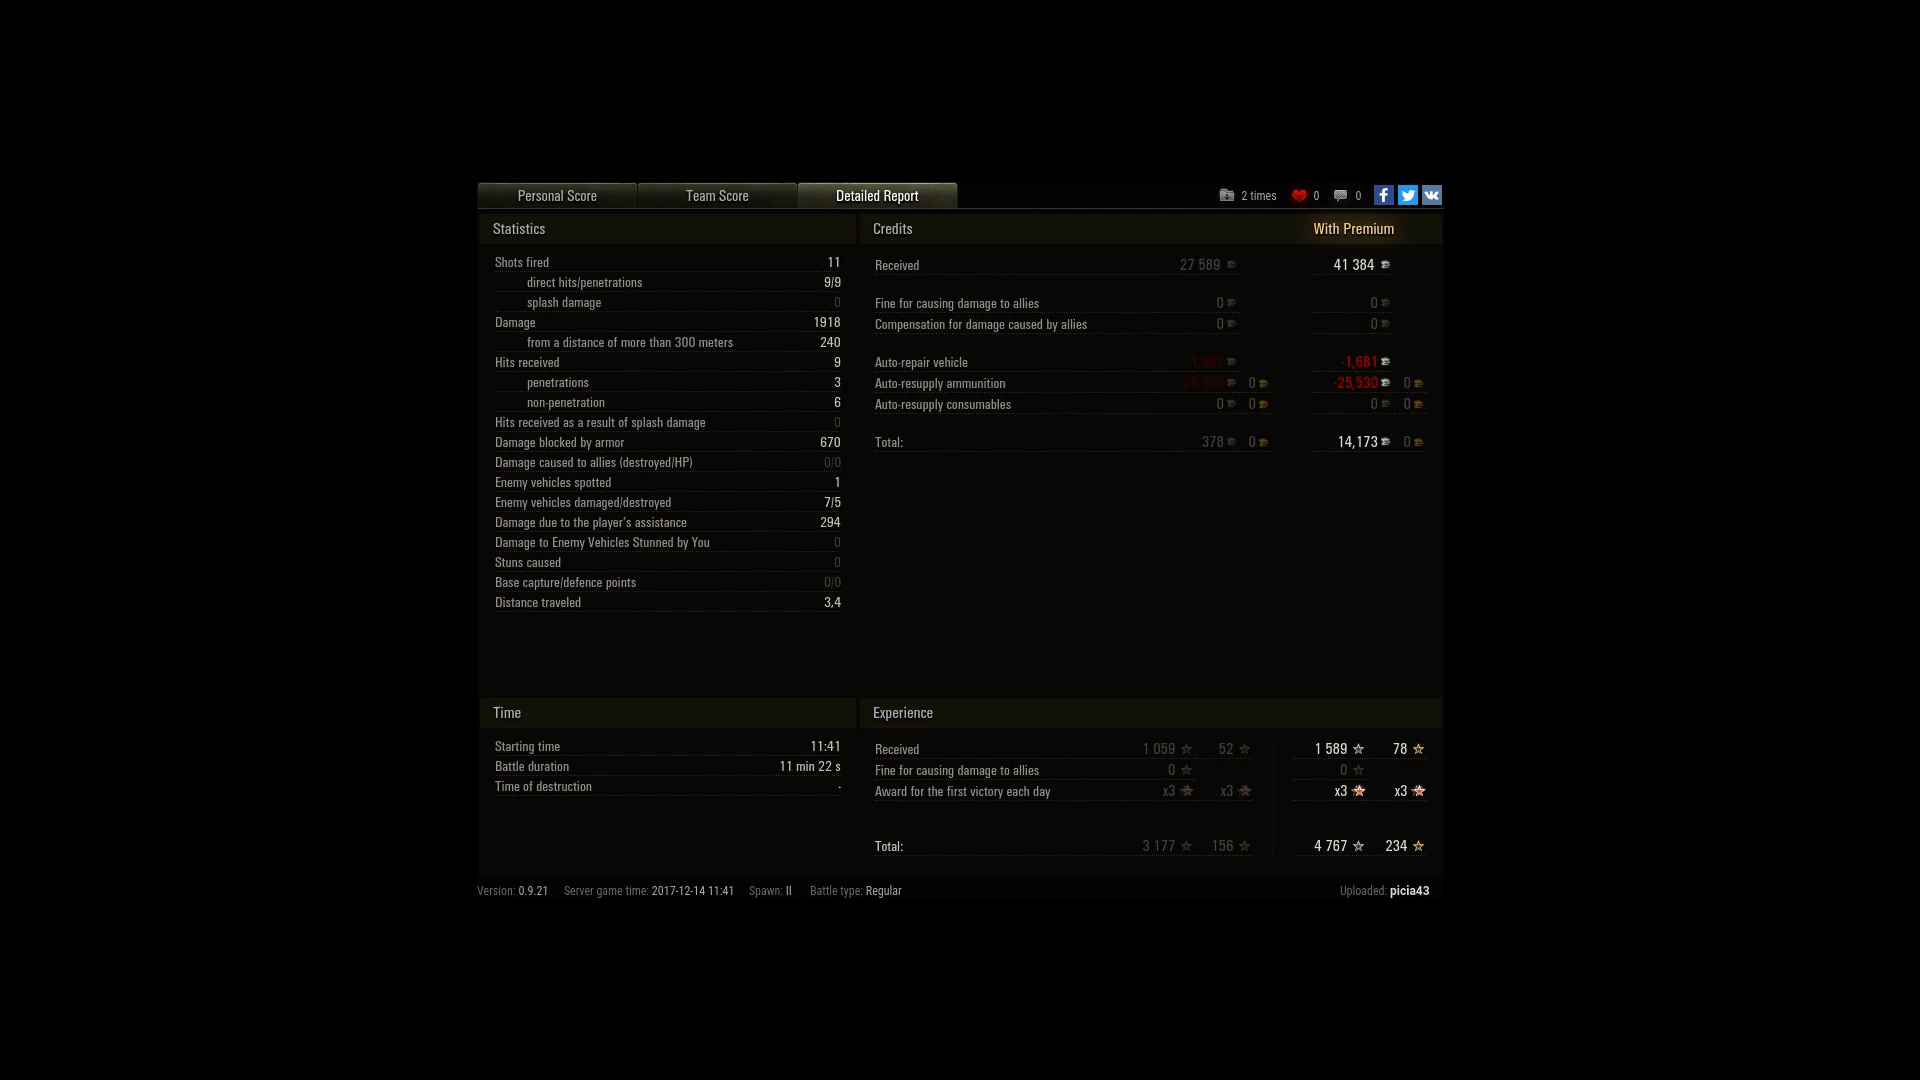 Personal Score Team Score Detailed Report 2 times 0 0
Statistics
Shots fired 11
direct hits/penetrations 9/9
splash damage 0
Damage 1918
from a distance of more than 300 meters 240
Hits received 9
penetrations 3
non-penetration 6
Hits received as a result of splash damage 0
Damage blocked by armor 670
Damage caused to allies (destroyed/HP) 0/0
Enemy vehicles spotted 1
Enemy vehicles damaged/destroyed 7/5
Damage due to the player's assistance 294
Damage to Enemy Vehicles Stunned by You 0
Stuns caused 0
Base capture/defence points 0/0
Distance traveled 3,4
Credits With Premium
Received 27 589 41 384
Fine for causing damage to allies 0 0
Compensation for damage caused by allies 0 0
Auto-repair vehicle -1,681 -1,681
Auto-resupply ammunition -25,530 0 -25,530 0
Auto-resupply consumables 0 0 0 0
Total: 378 0 14,173 0
Time
Starting time 11:41
Battle duration 11 min 22 s
Time of destruction -
Experience
Received 1 059 52 1 589 78
Fine for causing damage to allies 0 0
Award for the first victory each day x3 x3 x3 x3
Total: 3 177 156 4 767 234
Version: 0.9.21 Server game time: 2017-12-14 11:41 Spawn: II Battle type: Regular Uploaded: picia43